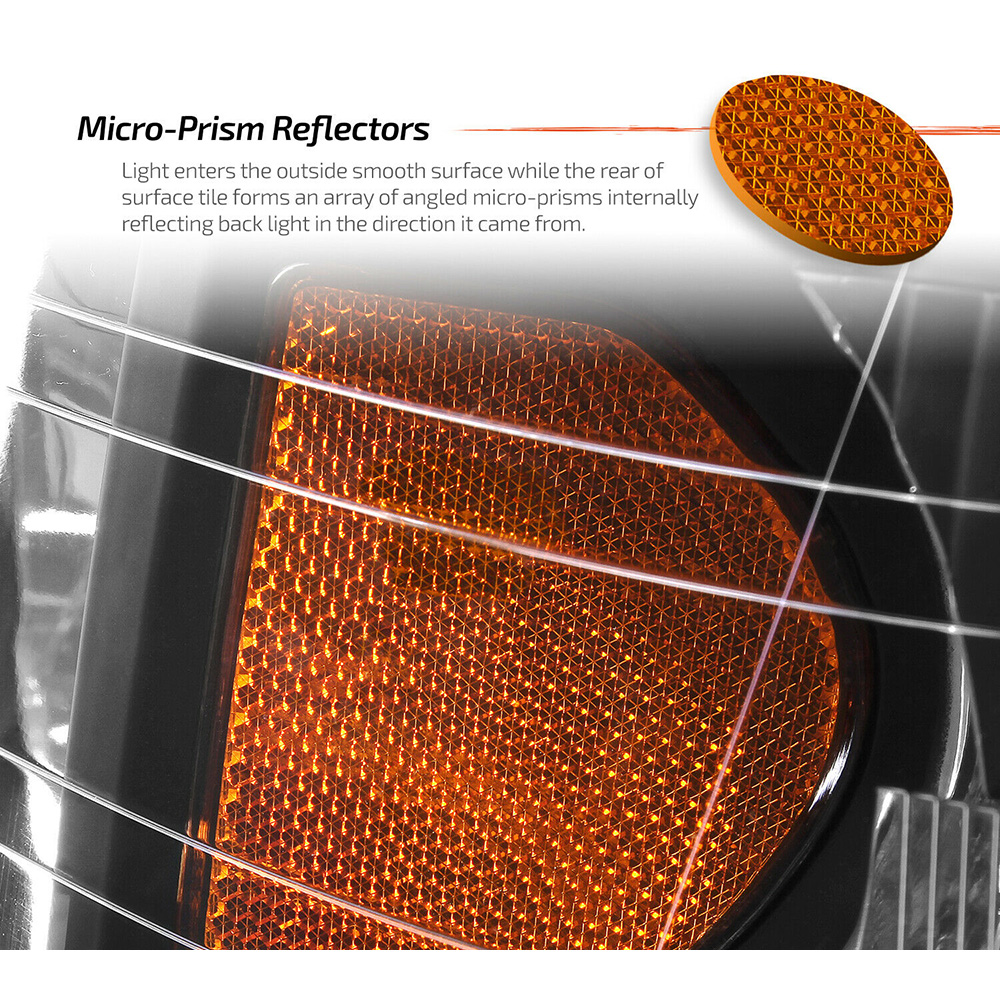 Micro-Prism Reflectors
Light enters the outside smooth surface while the rear of
surface tile forms an array of angled micro-prisms internally
reflecting back light in the direction it came from.